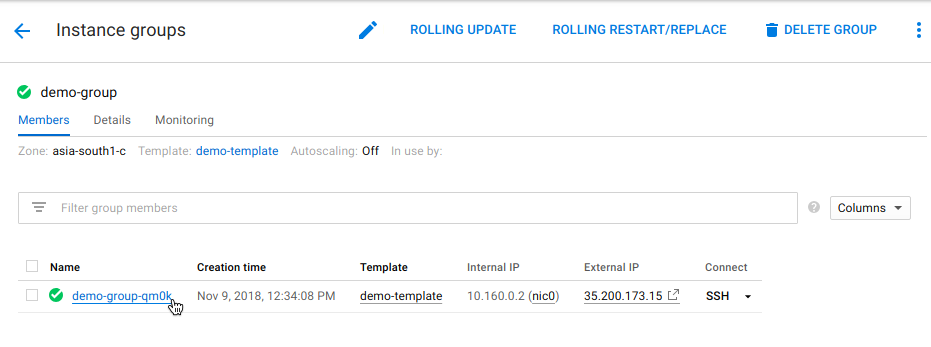 Instance groups ROLLING UPDATE ROLLING RESTART/REPLACE DELETE GROUP
demo-group
Members Details Monitoring
Zone: asia-south1-c Template: demo-template Autoscaling: Off In use by:
Filter group members ? Columns
Name Creation time Template Internal IP External IP Connect
demo-group-qm0k Nov 9, 2018, 12:34:08 PM demo-template 10.160.0.2 (nic0) 35.200.173.15 SSH